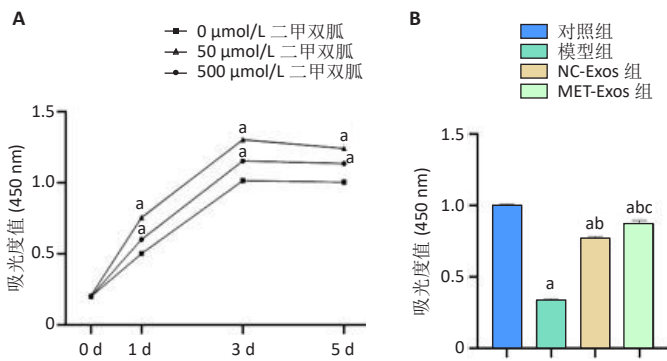 A
0 μmol/L 二甲双胍
50 μmol/L 二甲双胍
500 μmol/L 二甲双胍
吸光度值 (450 nm)
1.5
1.0
0.5
0
a
a
a
a
a
a
0 d
1 d
3 d
5 d
B
对照组
模型组
NC-Exos 组
MET-Exos 组
吸光度值 (450 nm)
1.5
1.0
0.5
0
a
ab
abc